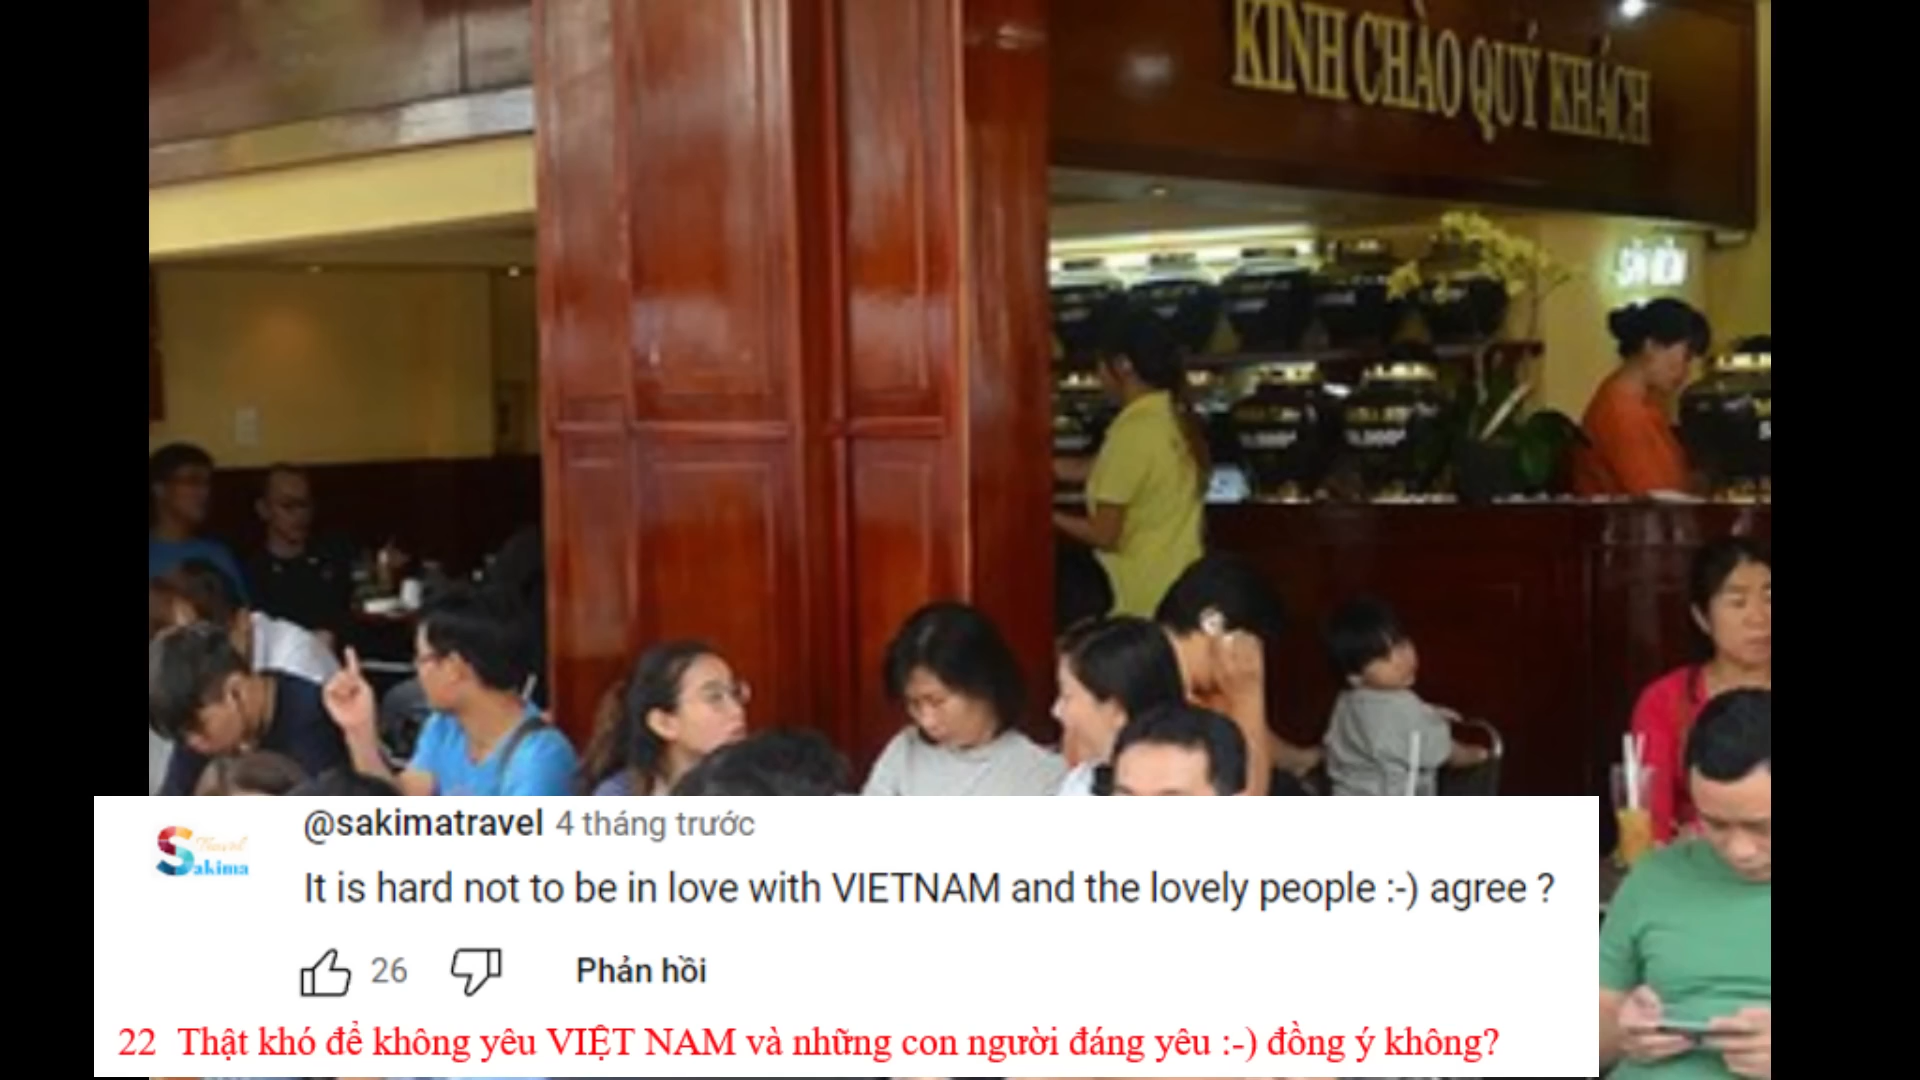 KÍNH CHÀO QUÝ KHÁCH
Travel
Sakima
@sakimatravel 4 tháng trước
It is hard not to be in love with VIETNAM and the lovely people :-) agree ?
26
Phản hồi
22 Thật khó để không yêu VIỆT NAM và những con người đáng yêu :-) đồng ý không?